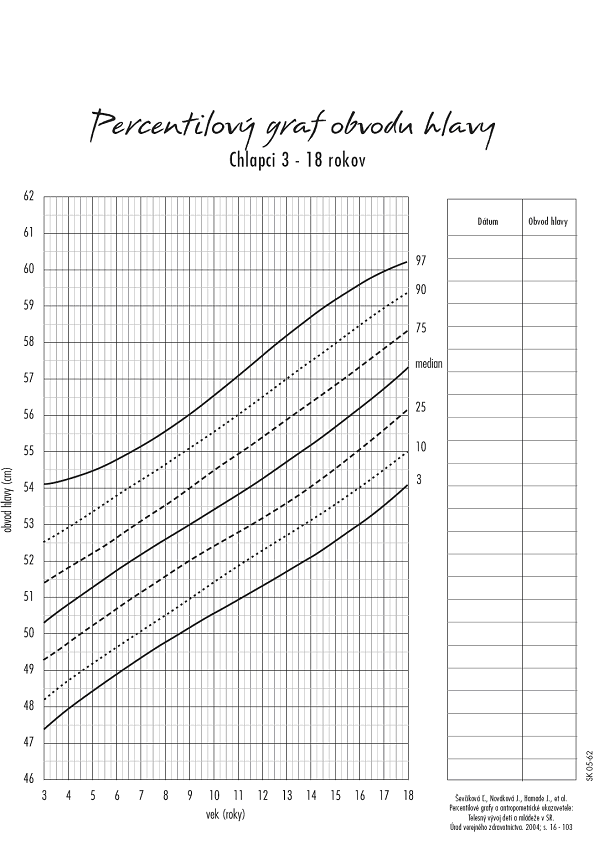 Percentilový graf obvodu hlavy
Chlapci 3 - 18 rokov
62
61
60
59
58
57
56
55
54
53
52
51
50
49
48
47
46
obvod hlavy (cm)
97
90
75
median
25
10
3
3 4 5 6 7 8 9 10 11 12 13 14 15 16 17 18
vek (roky)
Dátum Obvod hlavy
SK 05-62
Ševčíková Ľ., Nováková J., Hamade J., et al.
Percentilové grafy a antropometrické ukazovatele:
Telesný vývoj detí a mládeže v SR.
Úrad verejného zdravotníctva. 2004; s. 16 - 103